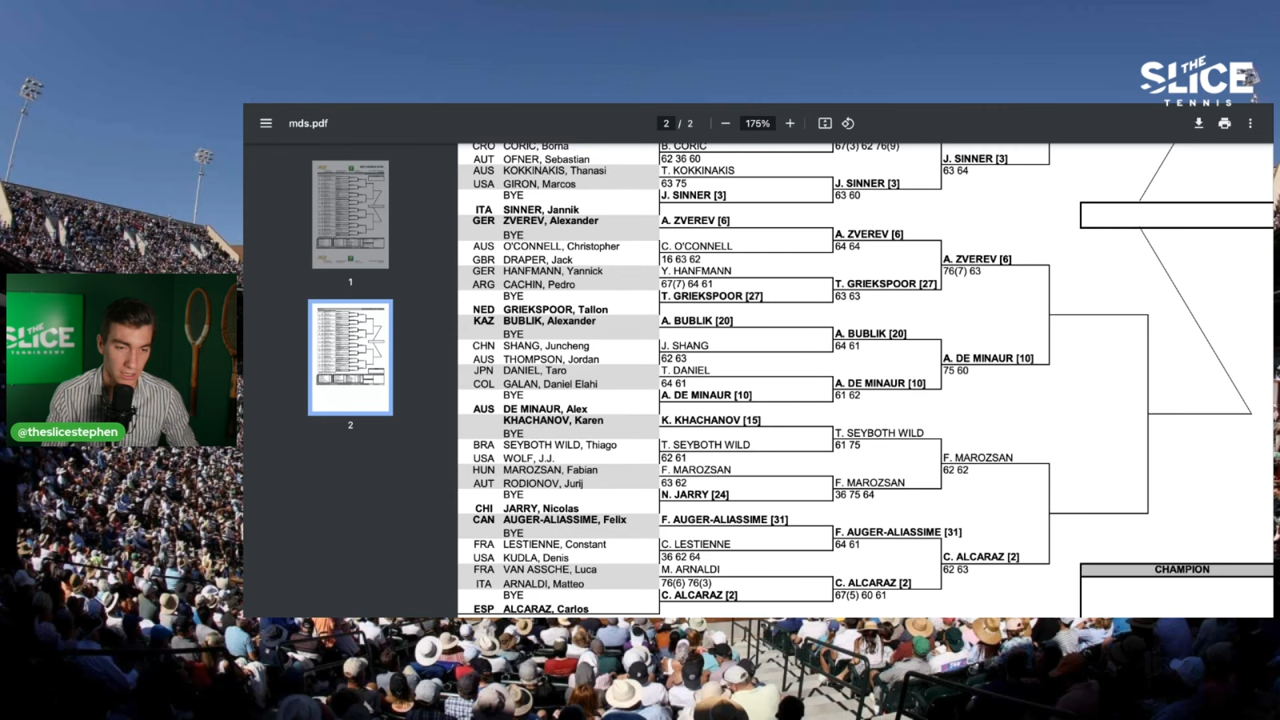 THE
SLICE
TENNIS
mds.pdf
2 / 2
175%
1
2
THE
SLICE
TENNIS NEWS
@theslicestephen
CRO CORIC, Borna
AUT OFNER, Sebastian
AUS KOKKINAKIS, Thanasi
USA GIRON, Marcos
BYE
ITA SINNER, Jannik
GER ZVEREV, Alexander
BYE
AUS O'CONNELL, Christopher
GBR DRAPER, Jack
GER HANFMANN, Yannick
ARG CACHIN, Pedro
BYE
NED GRIEKSPOOR, Tallon
KAZ BUBLIK, Alexander
BYE
CHN SHANG, Juncheng
AUS THOMPSON, Jordan
JPN DANIEL, Taro
COL GALAN, Daniel Elahi
BYE
AUS DE MINAUR, Alex
KHACHANOV, Karen
BYE
BRA SEYBOTH WILD, Thiago
USA WOLF, J.J.
HUN MAROZSAN, Fabian
AUT RODIONOV, Jurij
BYE
CHI JARRY, Nicolas
CAN AUGER-ALIASSIME, Felix
BYE
FRA LESTIENNE, Constant
USA KUDLA, Denis
FRA VAN ASSCHE, Luca
ITA ARNALDI, Matteo
BYE
ESP ALCARAZ, Carlos
B. CORIC
62 36 60
T. KOKKINAKIS
63 75
J. SINNER [3]
A. ZVEREV [6]
C. O'CONNELL
16 63 62
Y. HANFMANN
67(7) 64 61
T. GRIEKSPOOR [27]
A. BUBLIK [20]
J. SHANG
62 63
T. DANIEL
64 61
A. DE MINAUR [10]
K. KHACHANOV [15]
T. SEYBOTH WILD
62 61
F. MAROZSAN
63 62
N. JARRY [24]
F. AUGER-ALIASSIME [31]
C. LESTIENNE
36 62 64
M. ARNALDI
76(6) 76(3)
C. ALCARAZ [2]
67(3) 62 76(9)
J. SINNER [3]
63 60
A. ZVEREV [6]
64 64
T. GRIEKSPOOR [27]
63 63
A. BUBLIK [20]
64 61
A. DE MINAUR [10]
61 62
T. SEYBOTH WILD
61 75
F. MAROZSAN
36 75 64
F. AUGER-ALIASSIME [31]
64 61
C. ALCARAZ [2]
67(5) 60 61
J. SINNER [3]
63 64
A. ZVEREV [6]
76(7) 63
A. DE MINAUR [10]
75 60
F. MAROZSAN
62 62
C. ALCARAZ [2]
62 63
CHAMPION